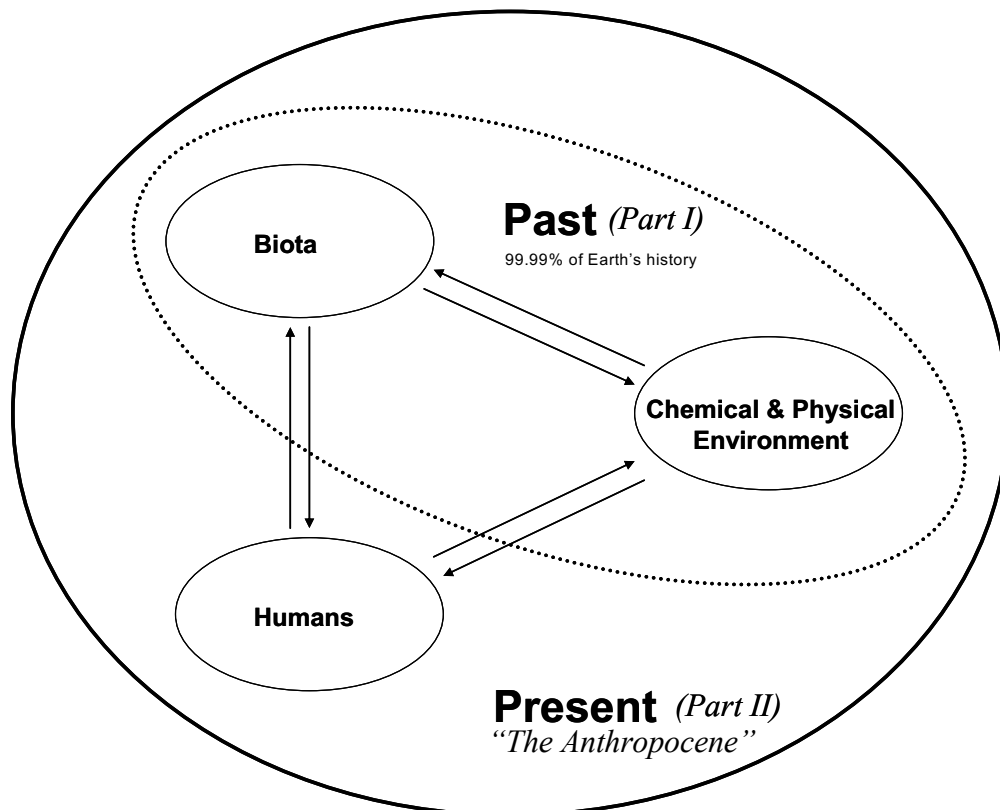 Past (Part I)
99.99% of Earth’s history
Biota
Chemical & Physical
Environment
Humans
Present (Part II)
“The Anthropocene”